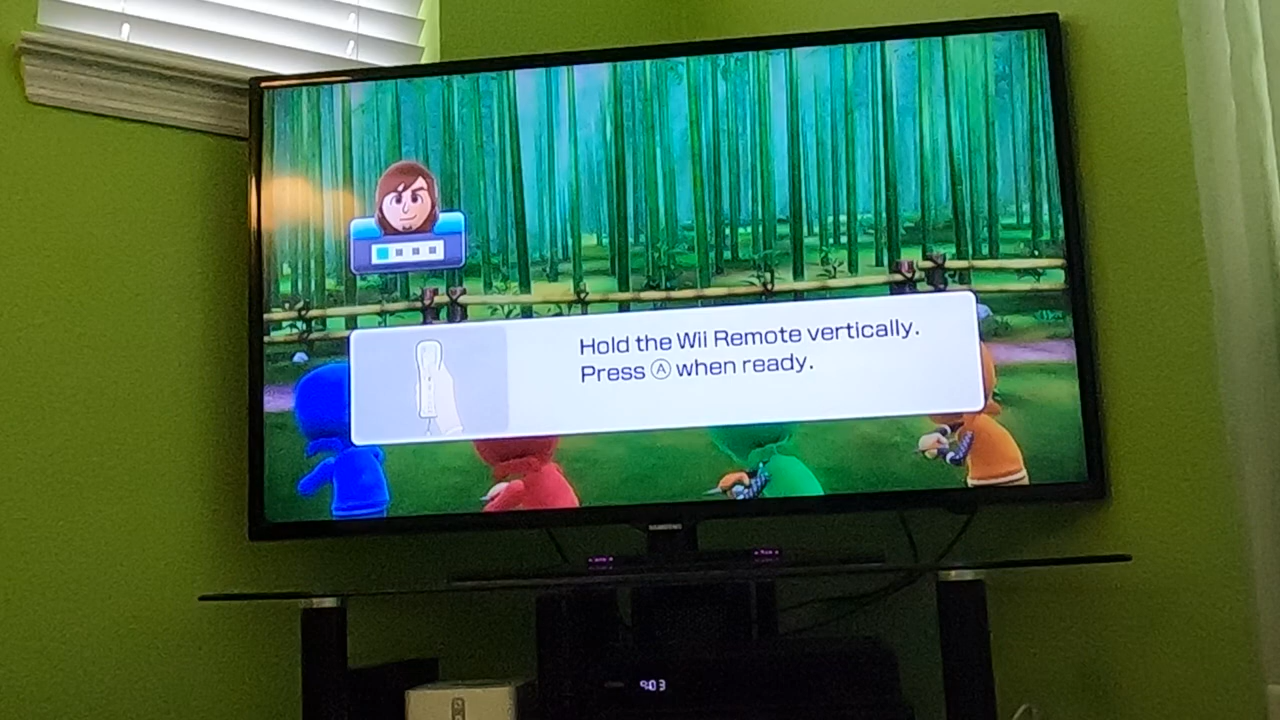 Hold the Wii Remote vertically.
Press Ⓐ when ready.
SAMSUNG
9:03